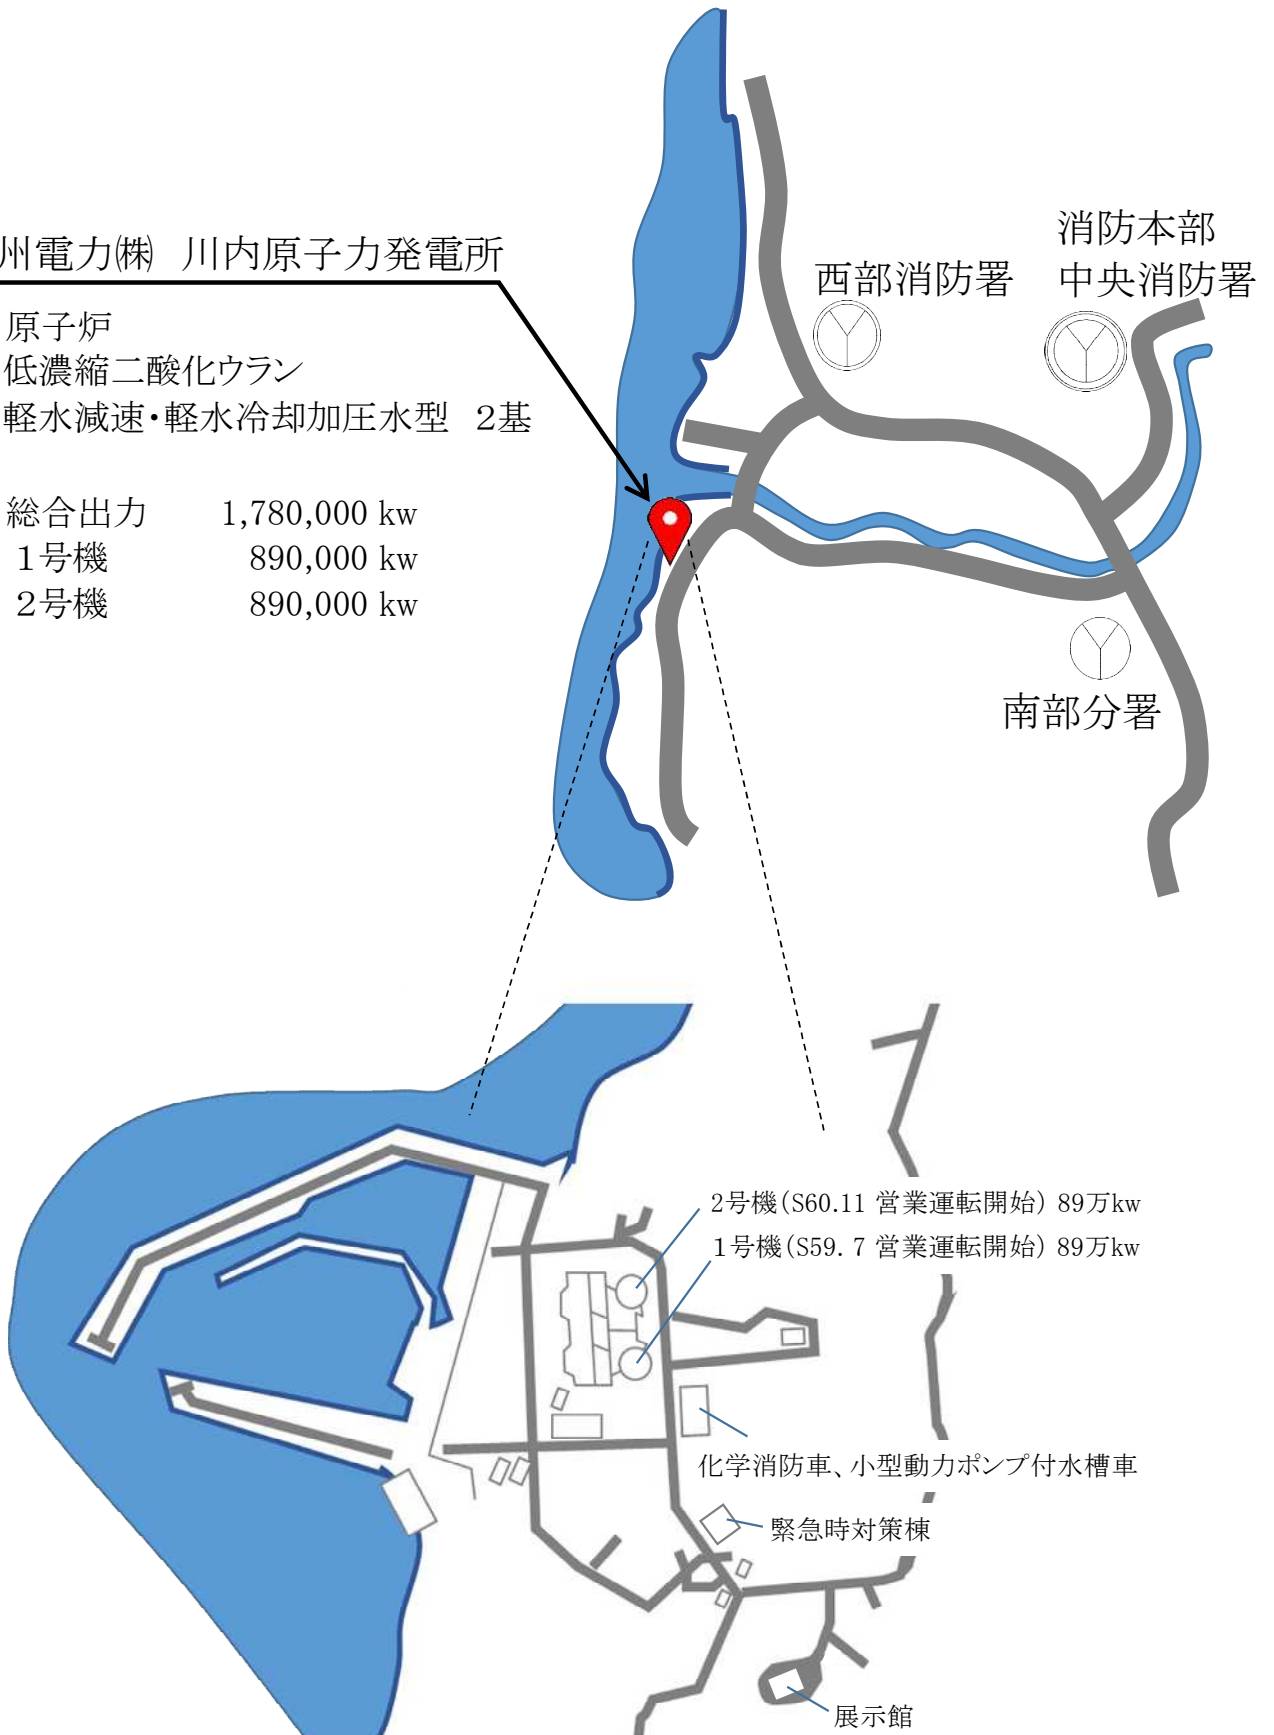 州電力㈱ 川内原子力発電所
原子炉
低濃縮二酸化ウラン
軽水減速・軽水冷却加圧水型 2基
総合出力 1,780,000 kw
1号機 890,000 kw
2号機 890,000 kw
西部消防署
消防本部
中央消防署
南部分署
2号機(S60.11 営業運転開始) 89万kw
1号機(S59. 7 営業運転開始) 89万kw
化学消防車、小型動力ポンプ付水槽車
緊急時対策棟
展示館